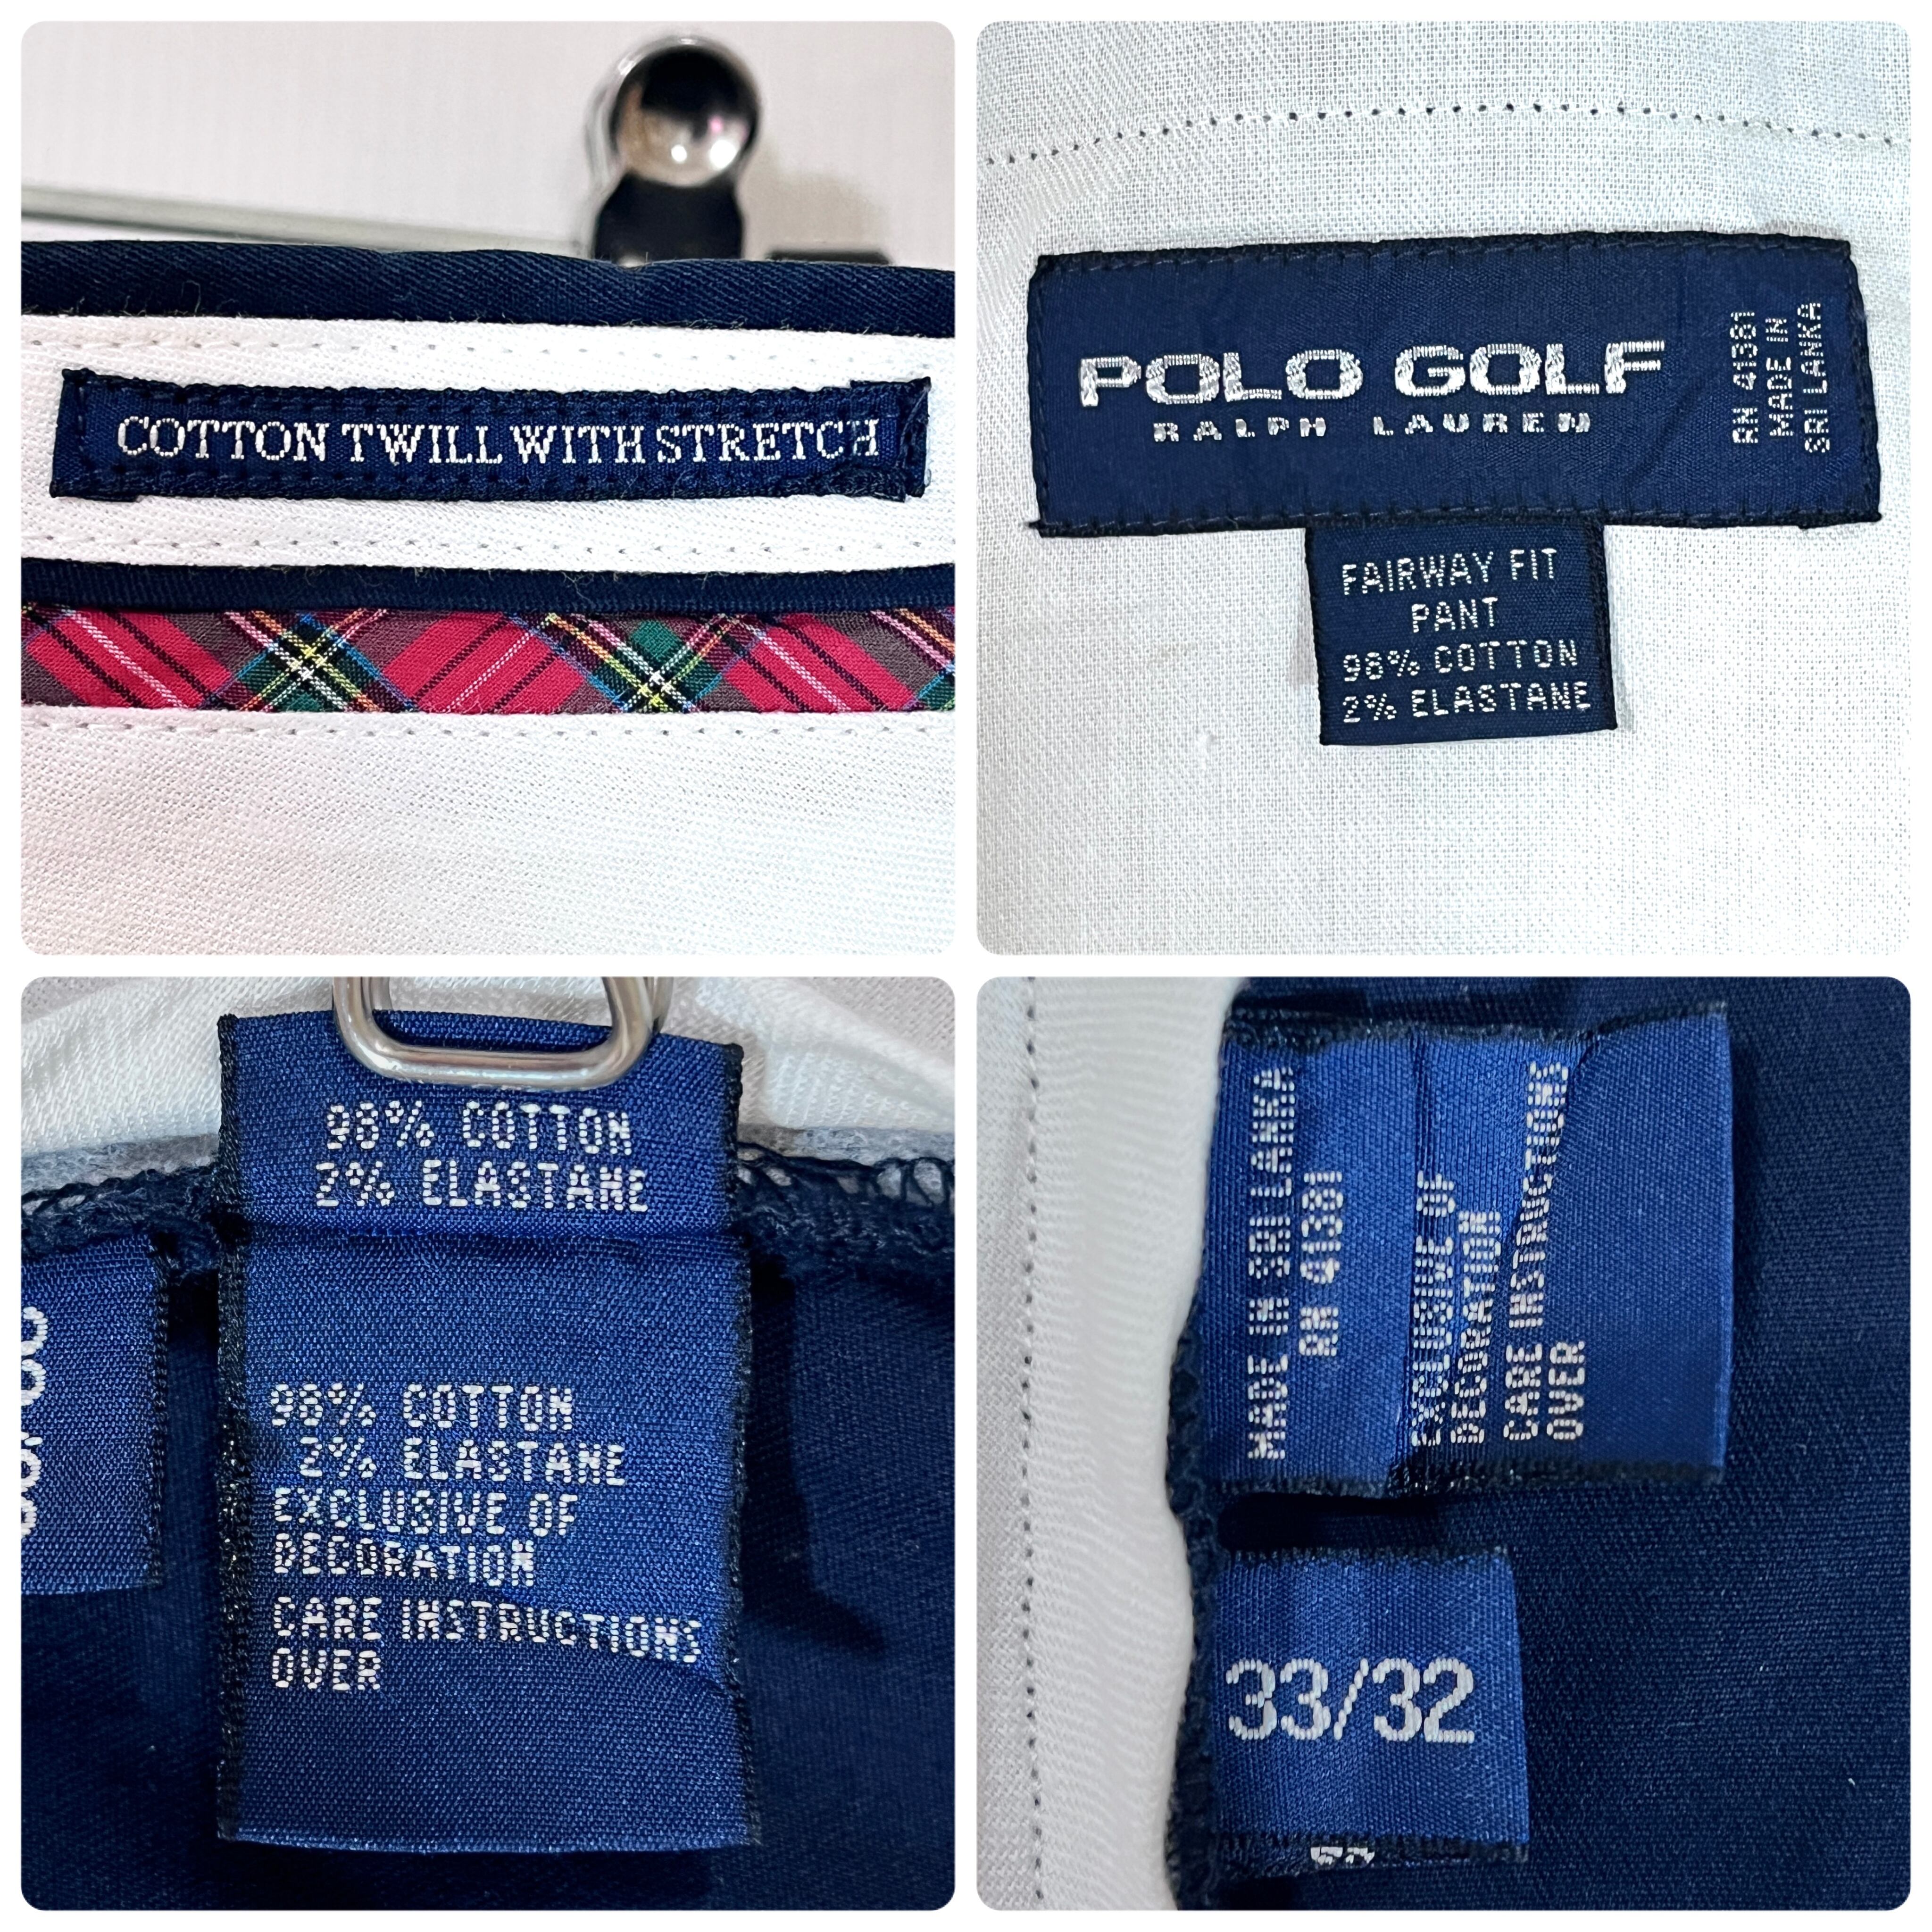 COTTON TWILL WITH STRETCH
POLO GOLF
RALPH LAUREN
RN 41381
MADE IN
SRI LANKA
FAIRWAY FIT
PANT
98% COTTON
2% ELASTANE
98% COTTON
2% ELASTANE
98% COTTON
2% ELASTANE
EXCLUSIVE OF
DECORATION
CARE INSTRUCTIONS
OVER
MADE IN SRI LANKA
RN 41381
EXCLUSIVE OF
DECORATION
CARE INSTRUCTIONS
OVER
33/32